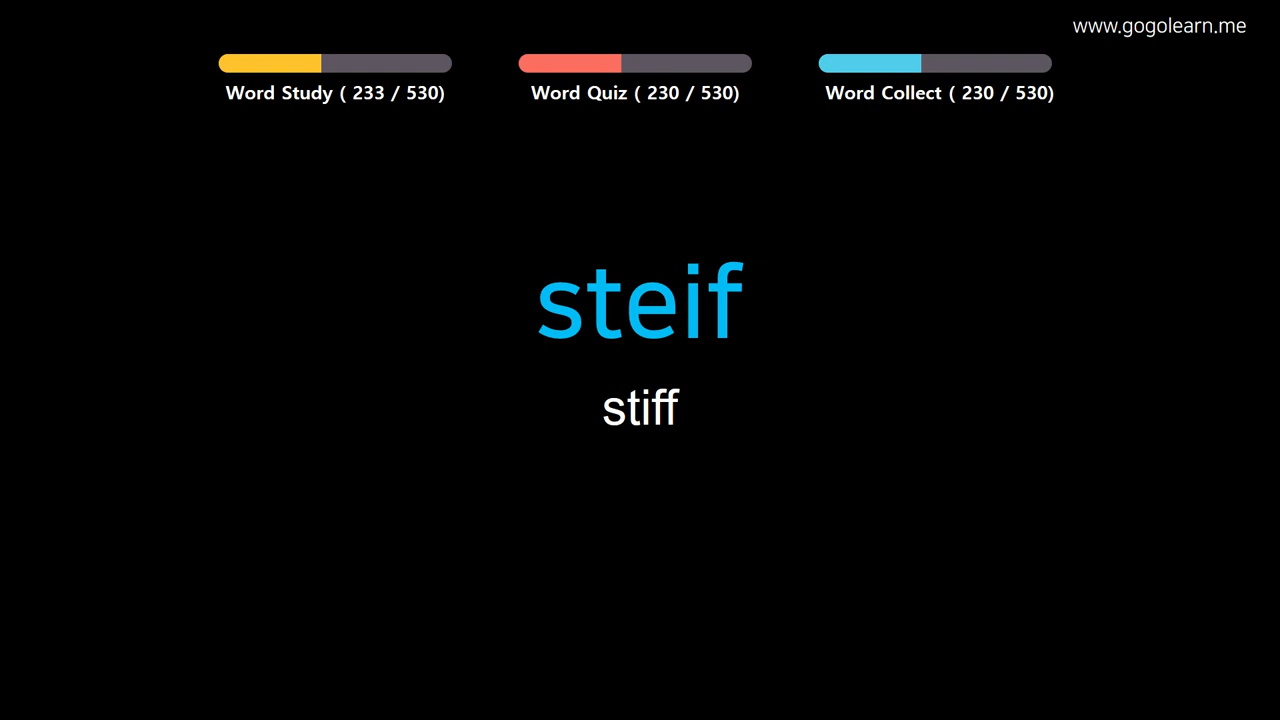 www.gogolearn.me
Word Study ( 233 / 530)
Word Quiz ( 230 / 530)
Word Collect ( 230 / 530)
steif
stiff